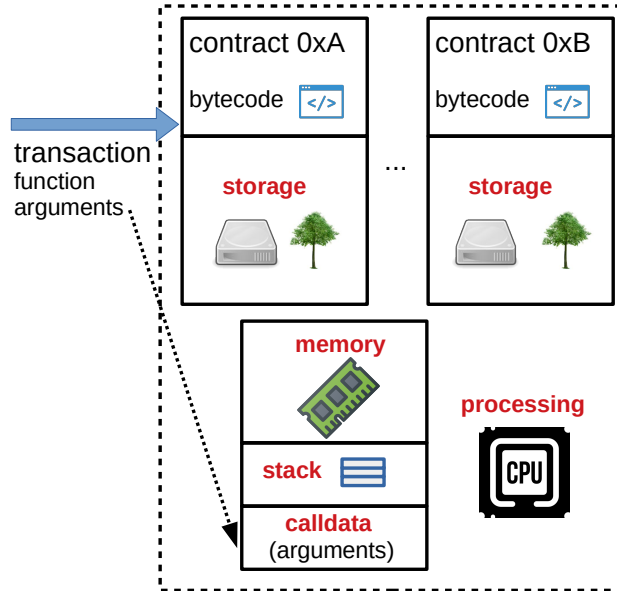 contract 0xA
bytecode </>
storage
...
contract 0xB
bytecode </>
storage
transaction
function
arguments
memory
stack
calldata
(arguments)
processing
CPU